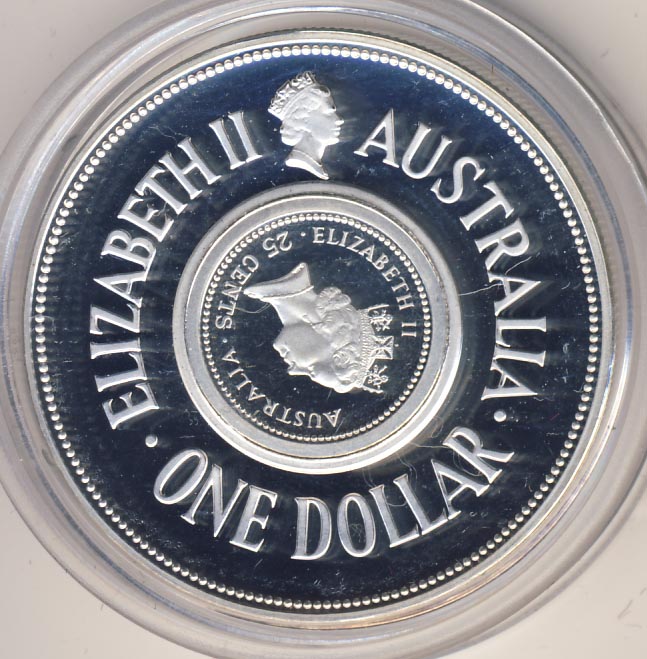 ELIZABETH II AUSTRALIA · ONE DOLLAR ·
ELIZABETH II
AUSTRALIA · 25 CENTS ·